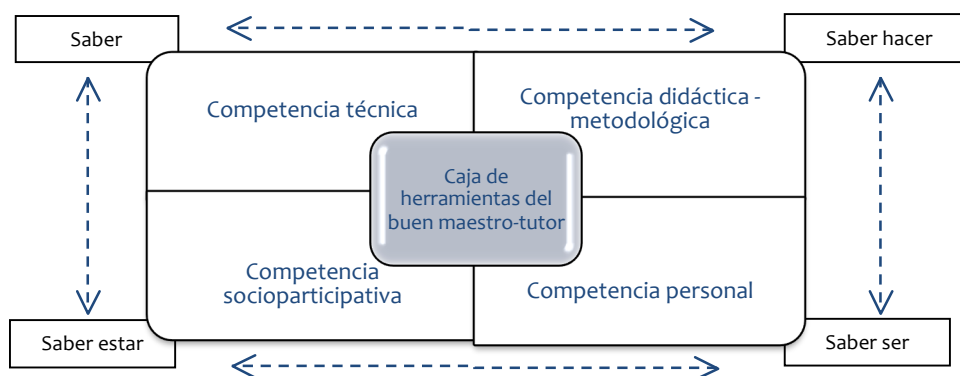 Saber
Saber hacer
Competencia técnica
Competencia didáctica -
metodológica
Caja de
herramientas del
buen maestro-tutor
Competencia
socioparticipativa
Competencia personal
Saber estar
Saber ser